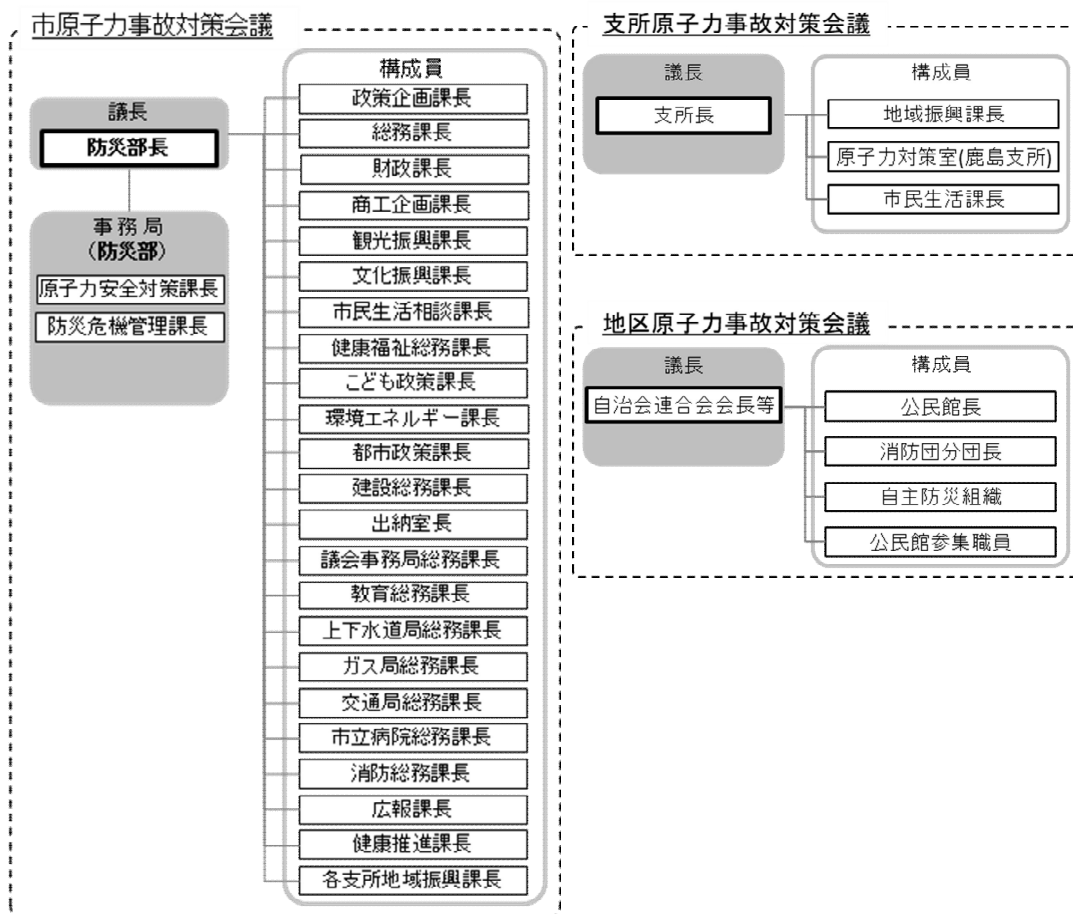 市原子力事故対策会議
議長
防災部長
事務局
（防災部）
原子力安全対策課長
防災危機管理課長
構成員
政策企画課長
総務課長
財政課長
商工企画課長
観光振興課長
文化振興課長
市民生活相談課長
健康福祉総務課長
こども政策課長
環境エネルギー課長
都市政策課長
建設総務課長
出納室長
議会事務局総務課長
教育総務課長
上下水道局総務課長
ガス局総務課長
交通局総務課長
市立病院総務課長
消防総務課長
広報課長
健康推進課長
各支所地域振興課長
支所原子力事故対策会議
議長
支所長
構成員
地域振興課長
原子力対策室(鹿島支所)
市民生活課長
地区原子力事故対策会議
議長
自治会連合会会長等
構成員
公民館長
消防団分団長
自主防災組織
公民館参集職員